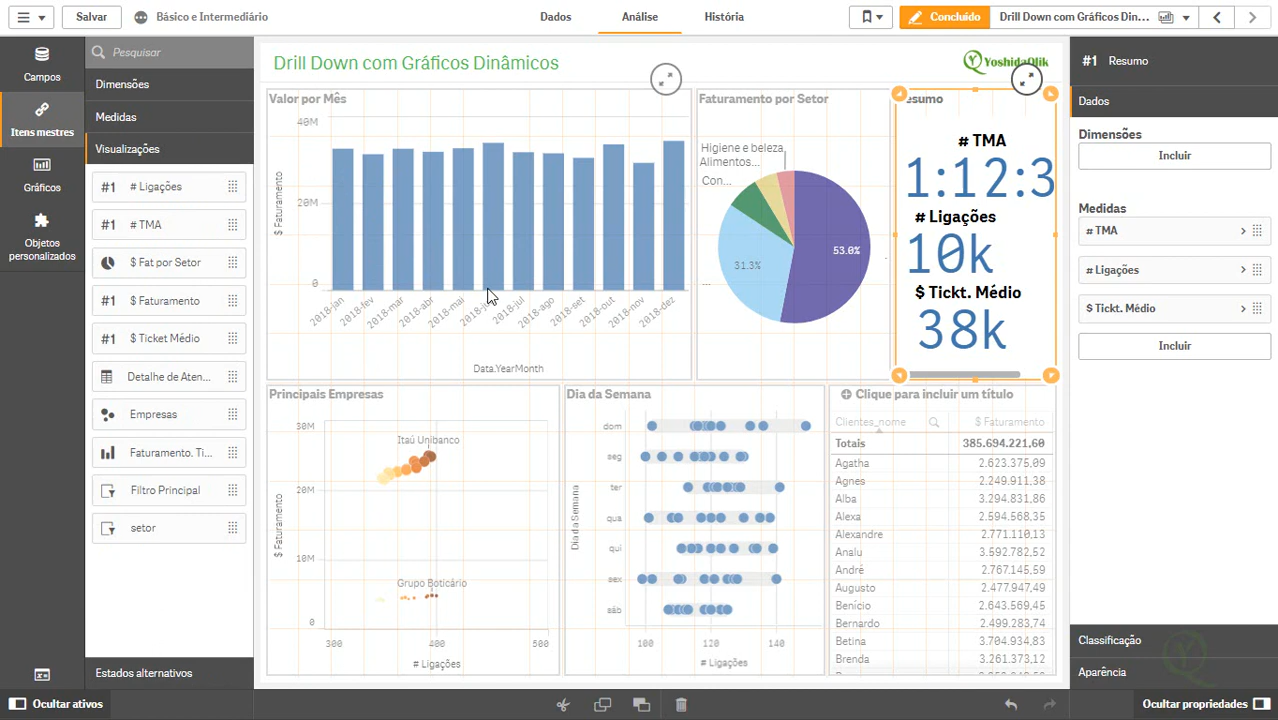 Salvar
Básico e Intermediário
Dados
Análise
História
Concluído
Drill Down com Gráficos Din...
Campos
Itens mestres
Gráficos
Objetos
personalizados
Pesquisar
Dimensões
Medidas
Visualizações
#1 # Ligações
#1 # TMA
$ Fat por Setor
#1 $ Faturamento
#1 $ Ticket Médio
Detalhe de Aten...
Empresas
Faturamento. Ti...
Filtro Principal
setor
Estados alternativos
Ocultar ativos
Drill Down com Gráficos Dinâmicos
YoshidaQlik
Valor por Mês
40M
20M
0
$ Faturamento
2018-jan
2018-fev
2018-mar
2018-abr
2018-mai
2018-jul
2018-ago
2018-set
2018-out
2018-nov
2018-dez
Data.YearMonth
Faturamento por Setor
Higiene e beleza
Alimentos...
Con...
53.0%
31.3%
...
# TMA
1:12:3
# Ligações
10k
$ Tickt. Médio
38k
Principais Empresas
30M
20M
10M
0
$ Faturamento
Itaú Unibanco
Grupo Boticário
300
400
500
# Ligações
Dia da Semana
Dia da Semana
dom
seg
ter
qua
qui
sex
sáb
100
120
140
# Ligações
Clique para incluir um título
Clientes_nome
$ Faturamento
Totais 385.694.221,60
Agatha 2.623.375,09
Agnes 2.249.911,38
Alba 3.294.831,86
Alexa 2.594.568,35
Alexandre 2.771.110,13
Analu 3.592.782,52
André 2.767.145,59
Augusto 2.477.947,49
Benício 2.643.569,45
Bernardo 2.499.283,74
Betina 3.704.934,83
Brenda 3.261.373,12
#1 Resumo
Dados
Dimensões
Incluir
Medidas
# TMA
# Ligações
$ Tickt. Médio
Incluir
Classificação
Aparência
Ocultar propriedades